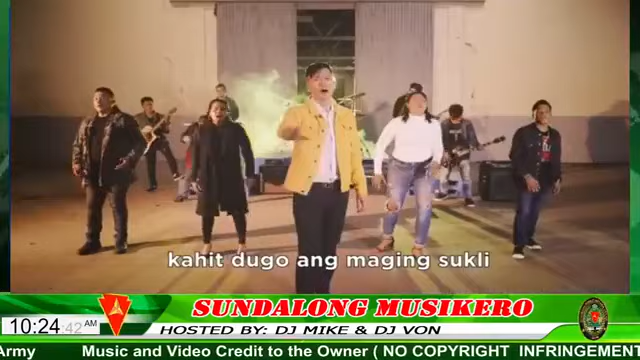 kahit dugo ang maging sukli
SUNDALONG MUSIKERO
10:24:42 AM
HOSTED BY: DJ MIKE & DJ VON
Army Music and Video Credit to the Owner ( NO COPYRIGHT INFRINGEMENT